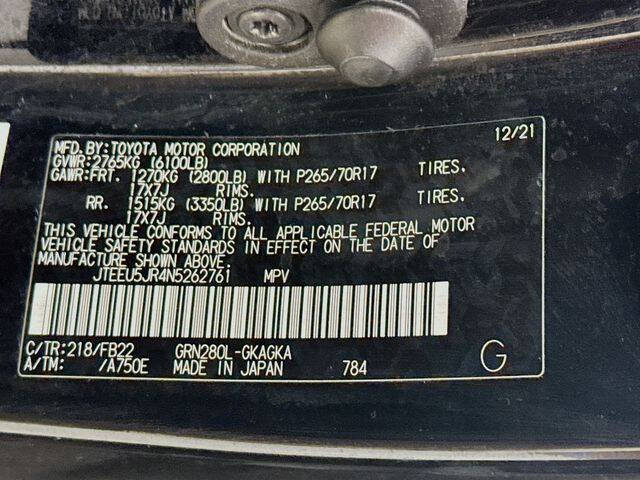 MFD.BY:TOYOTA MOTOR CORPORATION 12/21
GVWR:2765KG (6100LB)
GAWR:FRT. 1270KG (2800LB) WITH P265/70R17 TIRES.
17X7J RIMS.
RR. 1515KG (3350LB) WITH P265/70R17 TIRES.
17X7J RIMS.
THIS VEHICLE CONFORMS TO ALL APPLICABLE FEDERAL MOTOR
VEHICLE SAFETY STANDARDS IN EFFECT ON THE DATE OF
MANUFACTURE SHOWN ABOVE.
JTEEU5JR4N5262761 MPV
C/TR:218/FB22 GRN280L-GKAGKA
A/TM: /A750E MADE IN JAPAN 784 G